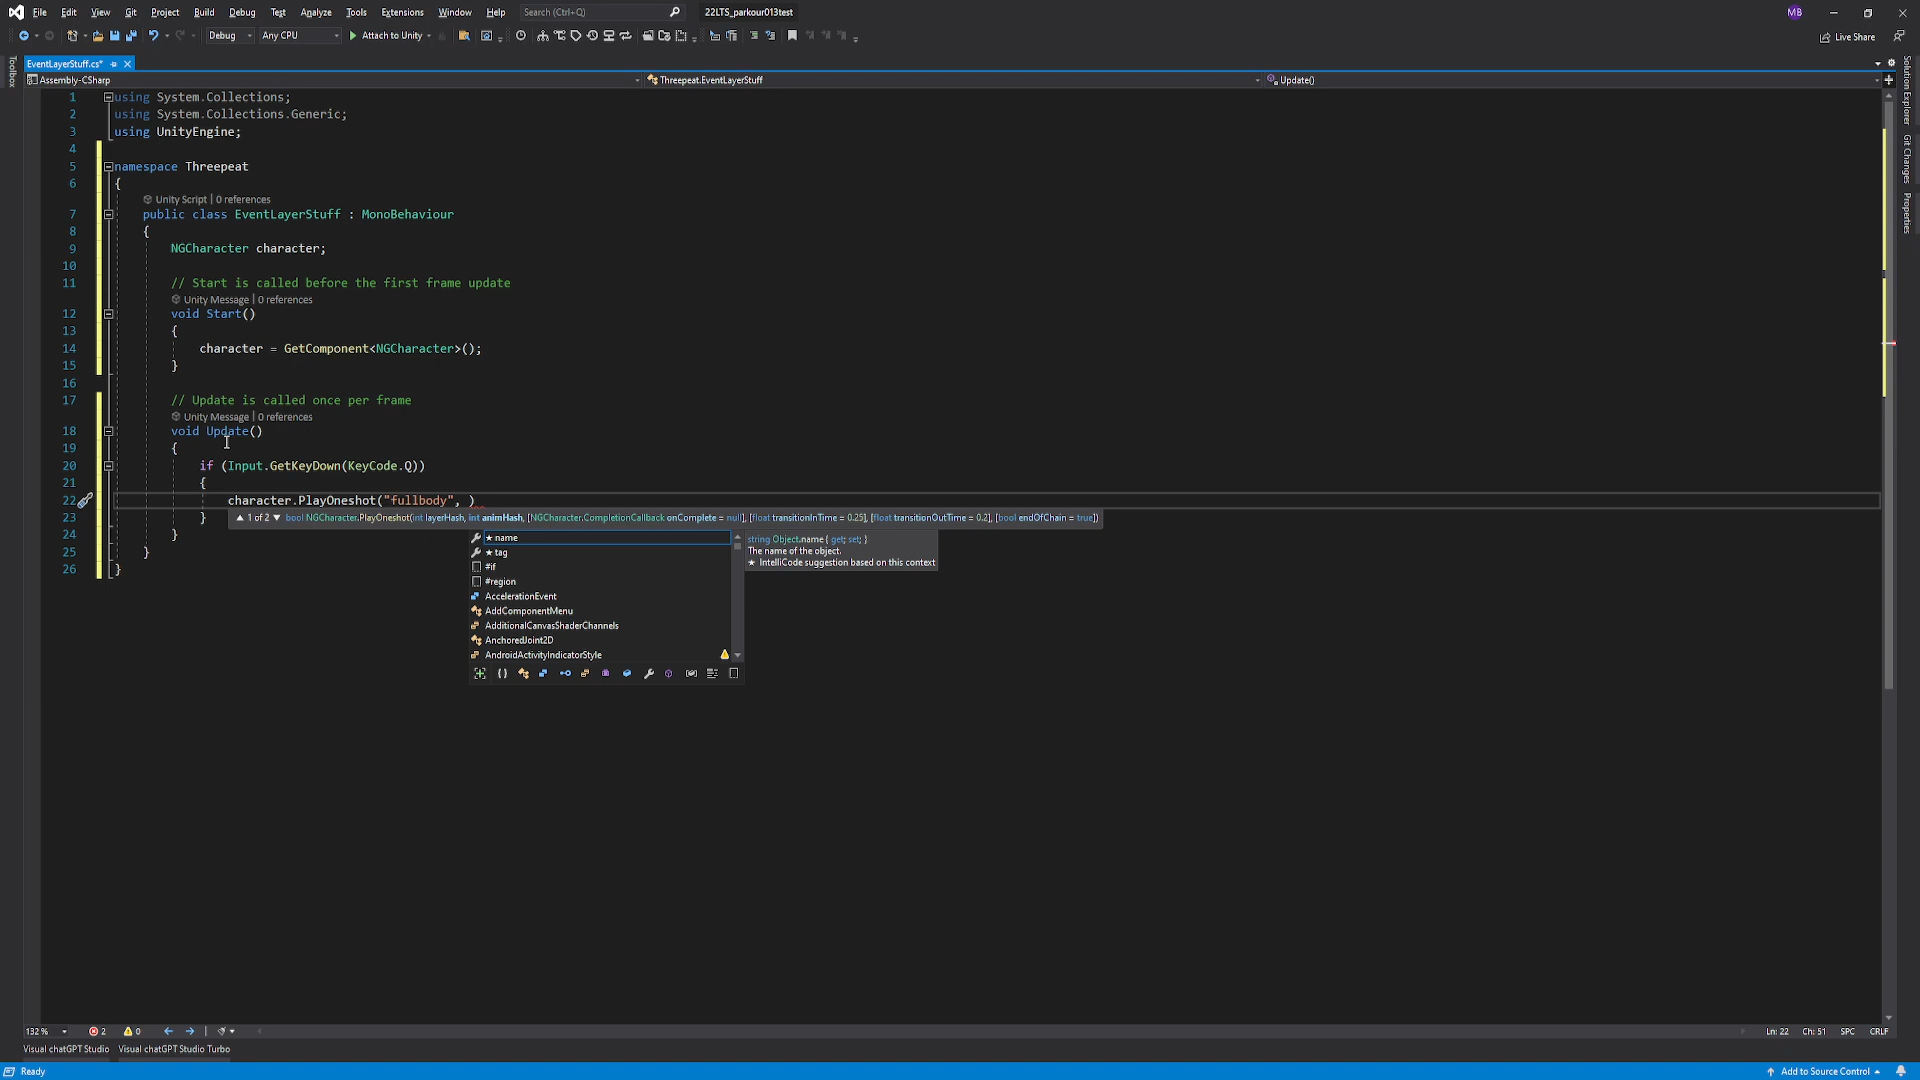 File Edit View Git Project Build Debug Test Analyze Tools Extensions Window Help Search (Ctrl+Q) 22LTS_parkour013test MB
Debug Any CPU Attach to Unity Live Share
EventLayerStuff.cs*
Assembly-CSharp Threepeat.EventLayerStuff Update()
Toolbox
Solution Explorer
Git Changes
Properties
1 using System.Collections;
2 using System.Collections.Generic;
3 using UnityEngine;
4
5 namespace Threepeat
6 {
Unity Script | 0 references
7 public class EventLayerStuff : MonoBehaviour
8 {
9 NGCharacter character;
10
11 // Start is called before the first frame update
Unity Message | 0 references
12 void Start()
13 {
14 character = GetComponent<NGCharacter>();
15 }
16
17 // Update is called once per frame
Unity Message | 0 references
18 void Update()
19 {
20 if (Input.GetKeyDown(KeyCode.Q))
21 {
22 character.PlayOneshot("fullbody", )
23 }
▲ 1 of 2 ▼ bool NGCharacter.PlayOneshot(int layerHash, int animHash, [NGCharacter.CompletionCallback onComplete = null], [float transitionInTime = 0.25], [float transitionOutTime = 0.2], [bool endOfChain = true])
24 }
25 }
26 }
★ name
★ tag
#if
#region
AccelerationEvent
AddComponentMenu
AdditionalCanvasShaderChannels
AnchoredJoint2D
AndroidActivityIndicatorStyle
string Object.name { get; set; }
The name of the object.
★ IntelliCode suggestion based on this context
132 % 2 0 Ln: 22 Ch: 51 SPC CRLF
Visual chatGPT Studio Visual chatGPT Studio Turbo
Ready Add to Source Control